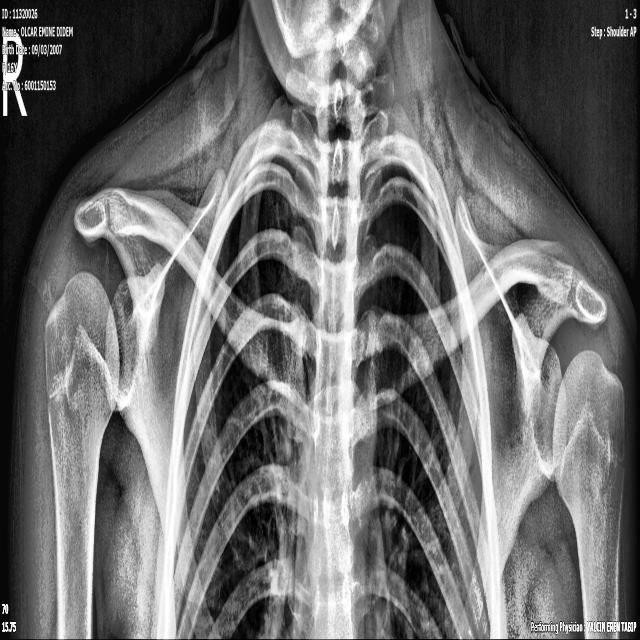 ID : 11320026
Name : OLCAR EMINE DIDEM
Birth Date : 09/03/2007
R
Acc. No : 6001150153
1 - 3
Step : Shoulder AP
70
15.75
Performing Physician : YALCIN EREN TABIP